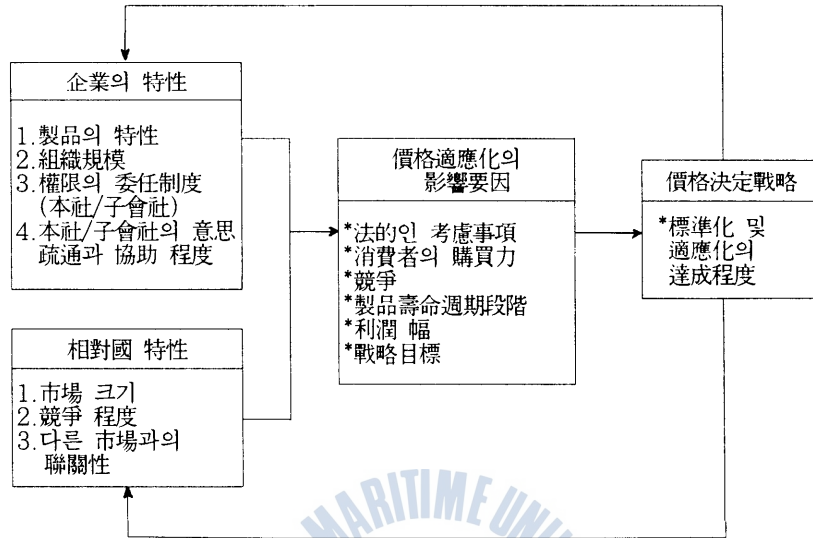 企業의 特性
1.製品의 特性
2.組織規模
3.權限의 委任制度
(本社/子會社)
4.本社/子會社의 意思
疏通과 協助 程度
相對國 特性
1.市場 크기
2.競爭 程度
3.다른 市場과의
聯關性
價格適應化의
影響要因
*法的인 考慮事項
*消費者의 購買力
*競爭
*製品壽命週期段階
*利潤 幅
*戰略目標
價格決定戰略
*標準化 및
適應化의
達成程度
MARITIME UNI